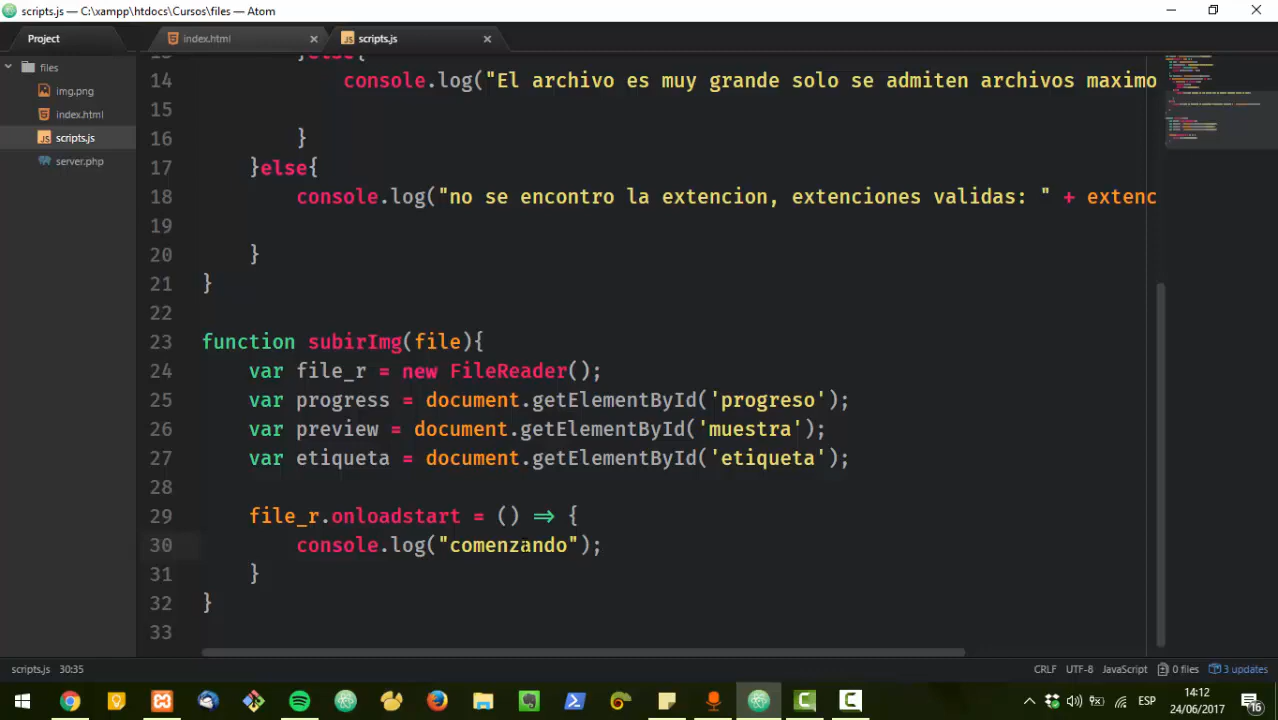 scripts.js — C:\xampp\htdocs\Cursos\files — Atom
Project
index.html
scripts.js
files
img.png
index.html
scripts.js
server.php
}else{
14 console.log("El archivo es muy grande solo se admiten archivos maximo
15
16 }
17 }else{
18 console.log("no se encontro la extencion, extenciones validas: " + extenc
19
20 }
21 }
22
23 function subirImg(file){
24 var file_r = new FileReader();
25 var progress = document.getElementById('progreso');
26 var preview = document.getElementById('muestra');
27 var etiqueta = document.getElementById('etiqueta');
28
29 file_r.onloadstart = () => {
30 console.log("comenzando");
31 }
32 }
33
scripts.js 30:35
CRLF UTF-8 JavaScript 0 files 3 updates
ESP
14:12
24/06/2017
16